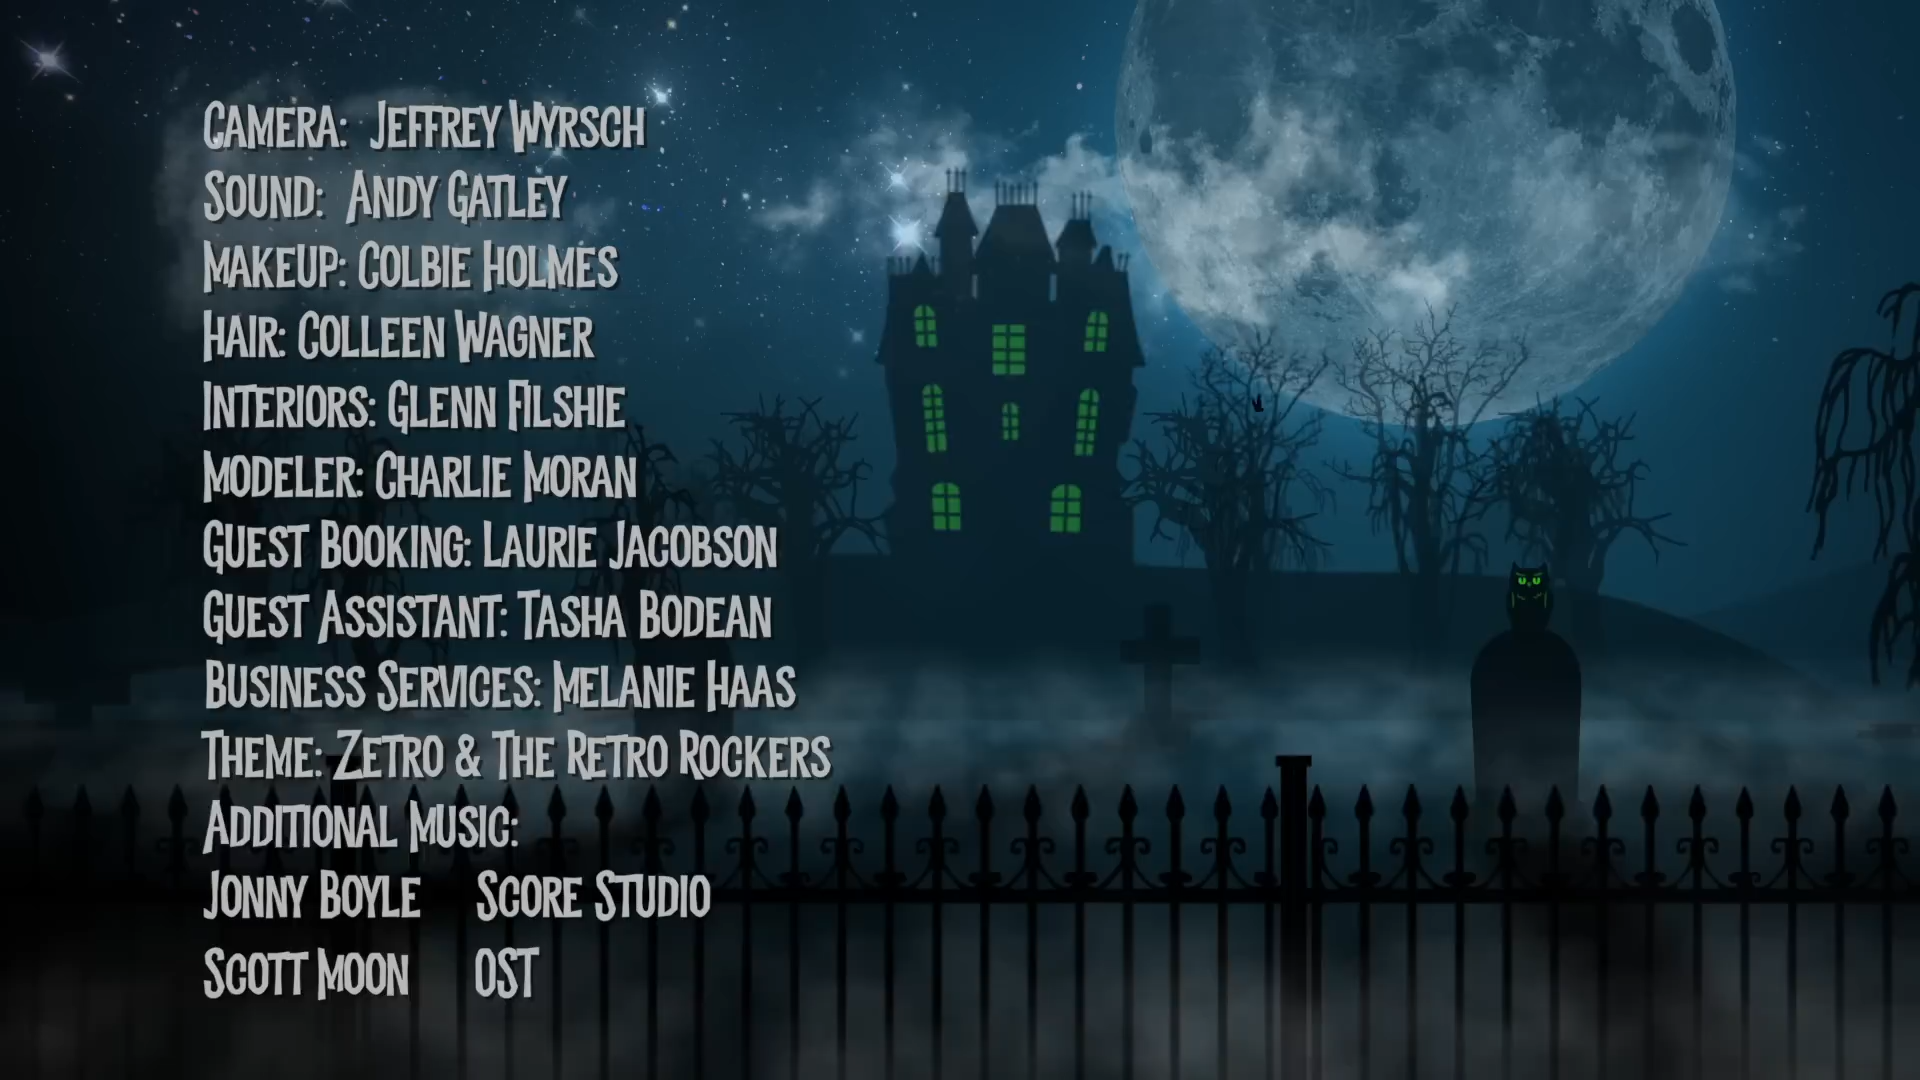 Camera: Jeffrey Wyrsch
Sound: Andy Gatley
Makeup: Colbie Holmes
Hair: Colleen Wagner
Interiors: Glenn Filshie
Modeler: Charlie Moran
Guest Booking: Laurie Jacobson
Guest Assistant: Tasha Bodean
Business Services: Melanie Haas
Theme: Zetro & The Retro Rockers
Additional Music:
Jonny Boyle Score Studio
Scott Moon OST